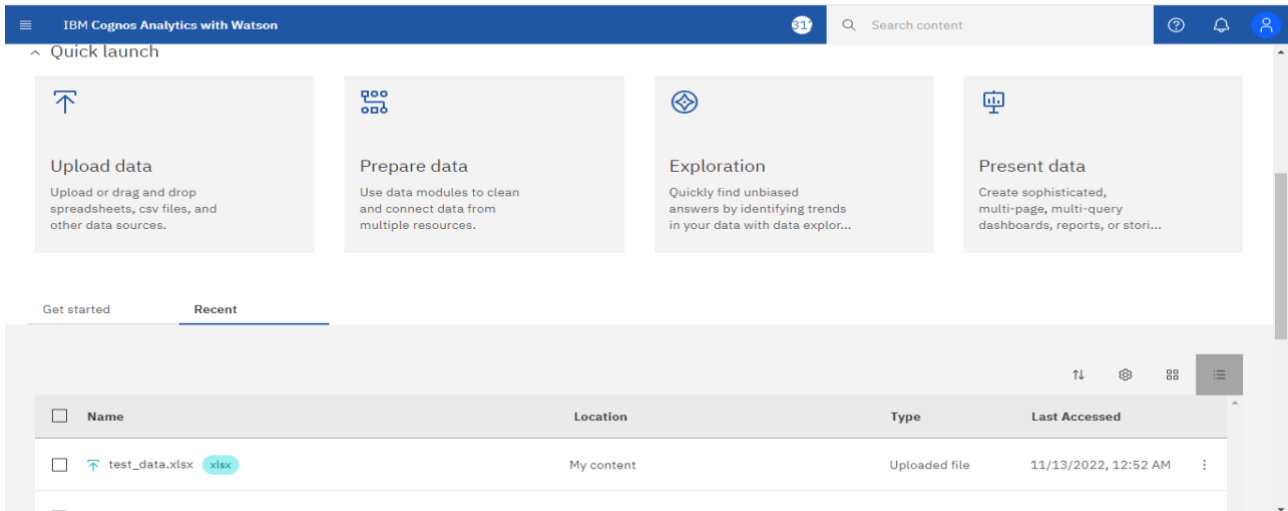 IBM Cognos Analytics with Watson
31?
Search content
Quick launch
Upload data
Upload or drag and drop
spreadsheets, csv files, and
other data sources.
Prepare data
Use data modules to clean
and connect data from
multiple resources.
Exploration
Quickly find unbiased
answers by identifying trends
in your data with data explor...
Present data
Create sophisticated,
multi-page, multi-query
dashboards, reports, or stori...
Get started
Recent
Name Location Type Last Accessed
test_data.xlsx xlsx My content Uploaded file 11/13/2022, 12:52 AM